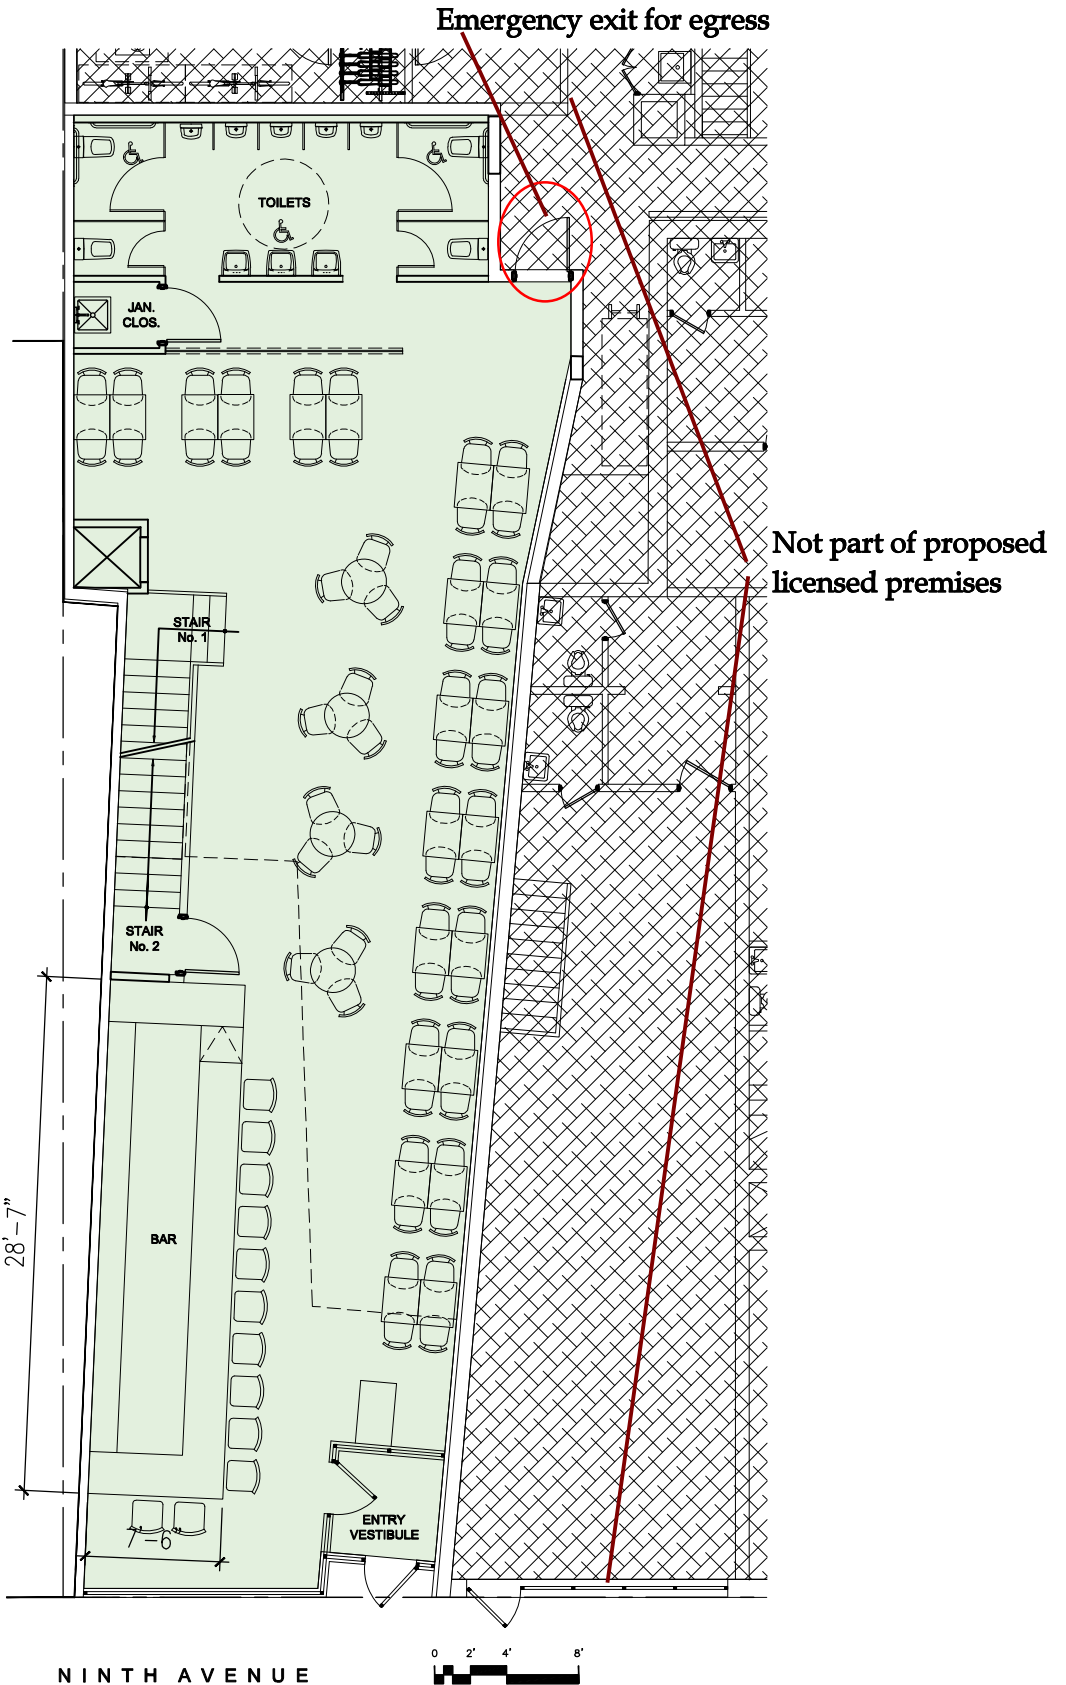 Emergency exit for egress
TOILETS
JAN.
CLOS.
Not part of proposed
licensed premises
STAIR
No. 1
STAIR
No. 2
28'-7"
BAR
ENTRY
VESTIBULE
7'-6"
0 2' 4' 8'
NINTH AVENUE